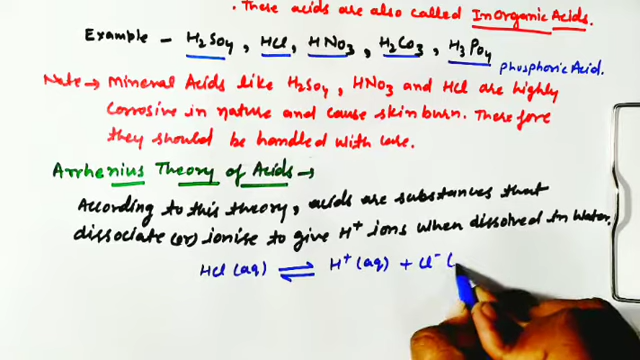 • These acids are also called InOrganic Acids.
Example - H₂SO₄, HCl, HNO₃, H₂CO₃, H₃PO₄
phosphoric Acid.
Note → Mineral Acids like H₂SO₄, HNO₃ and HCl are highly
Corrosive in nature and cause skin burn. Therefore
they should be handled with care.
Arrhenius Theory of Acids →
According to this theory, acids are substances that
dissociate (or) ionise to give H⁺ ions when dissolved in water.
HCl (aq) ⇌ H⁺ (aq) + Cl⁻ (